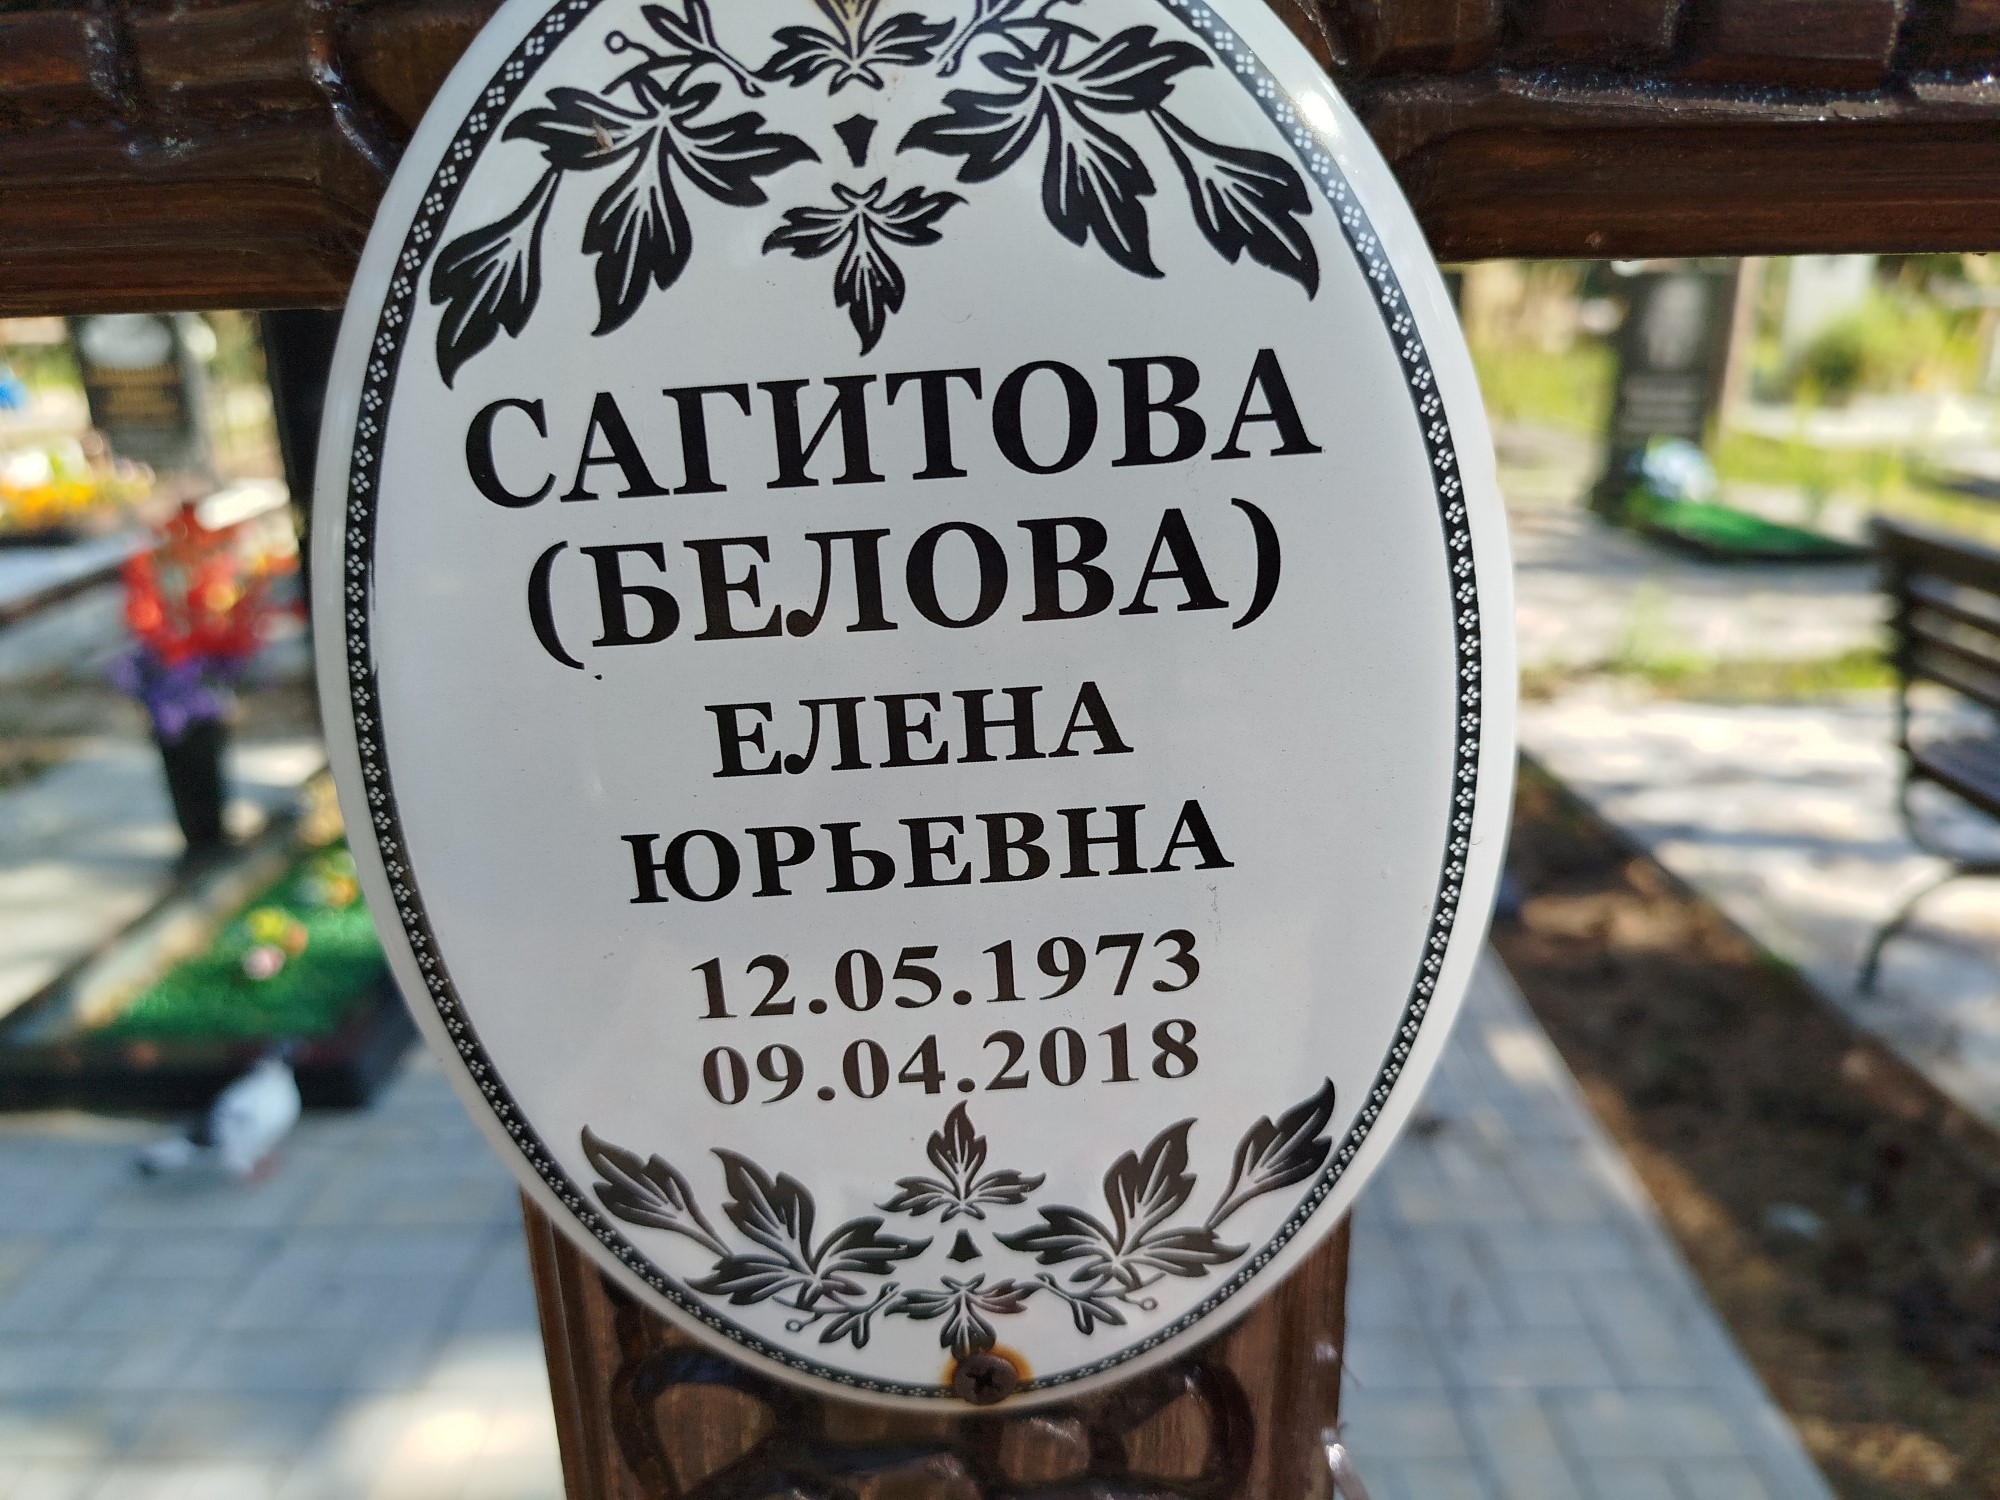 САГИТОВА
(БЕЛОВА)
ЕЛЕНА
ЮРЬЕВНА
12.05.1973
09.04.2018